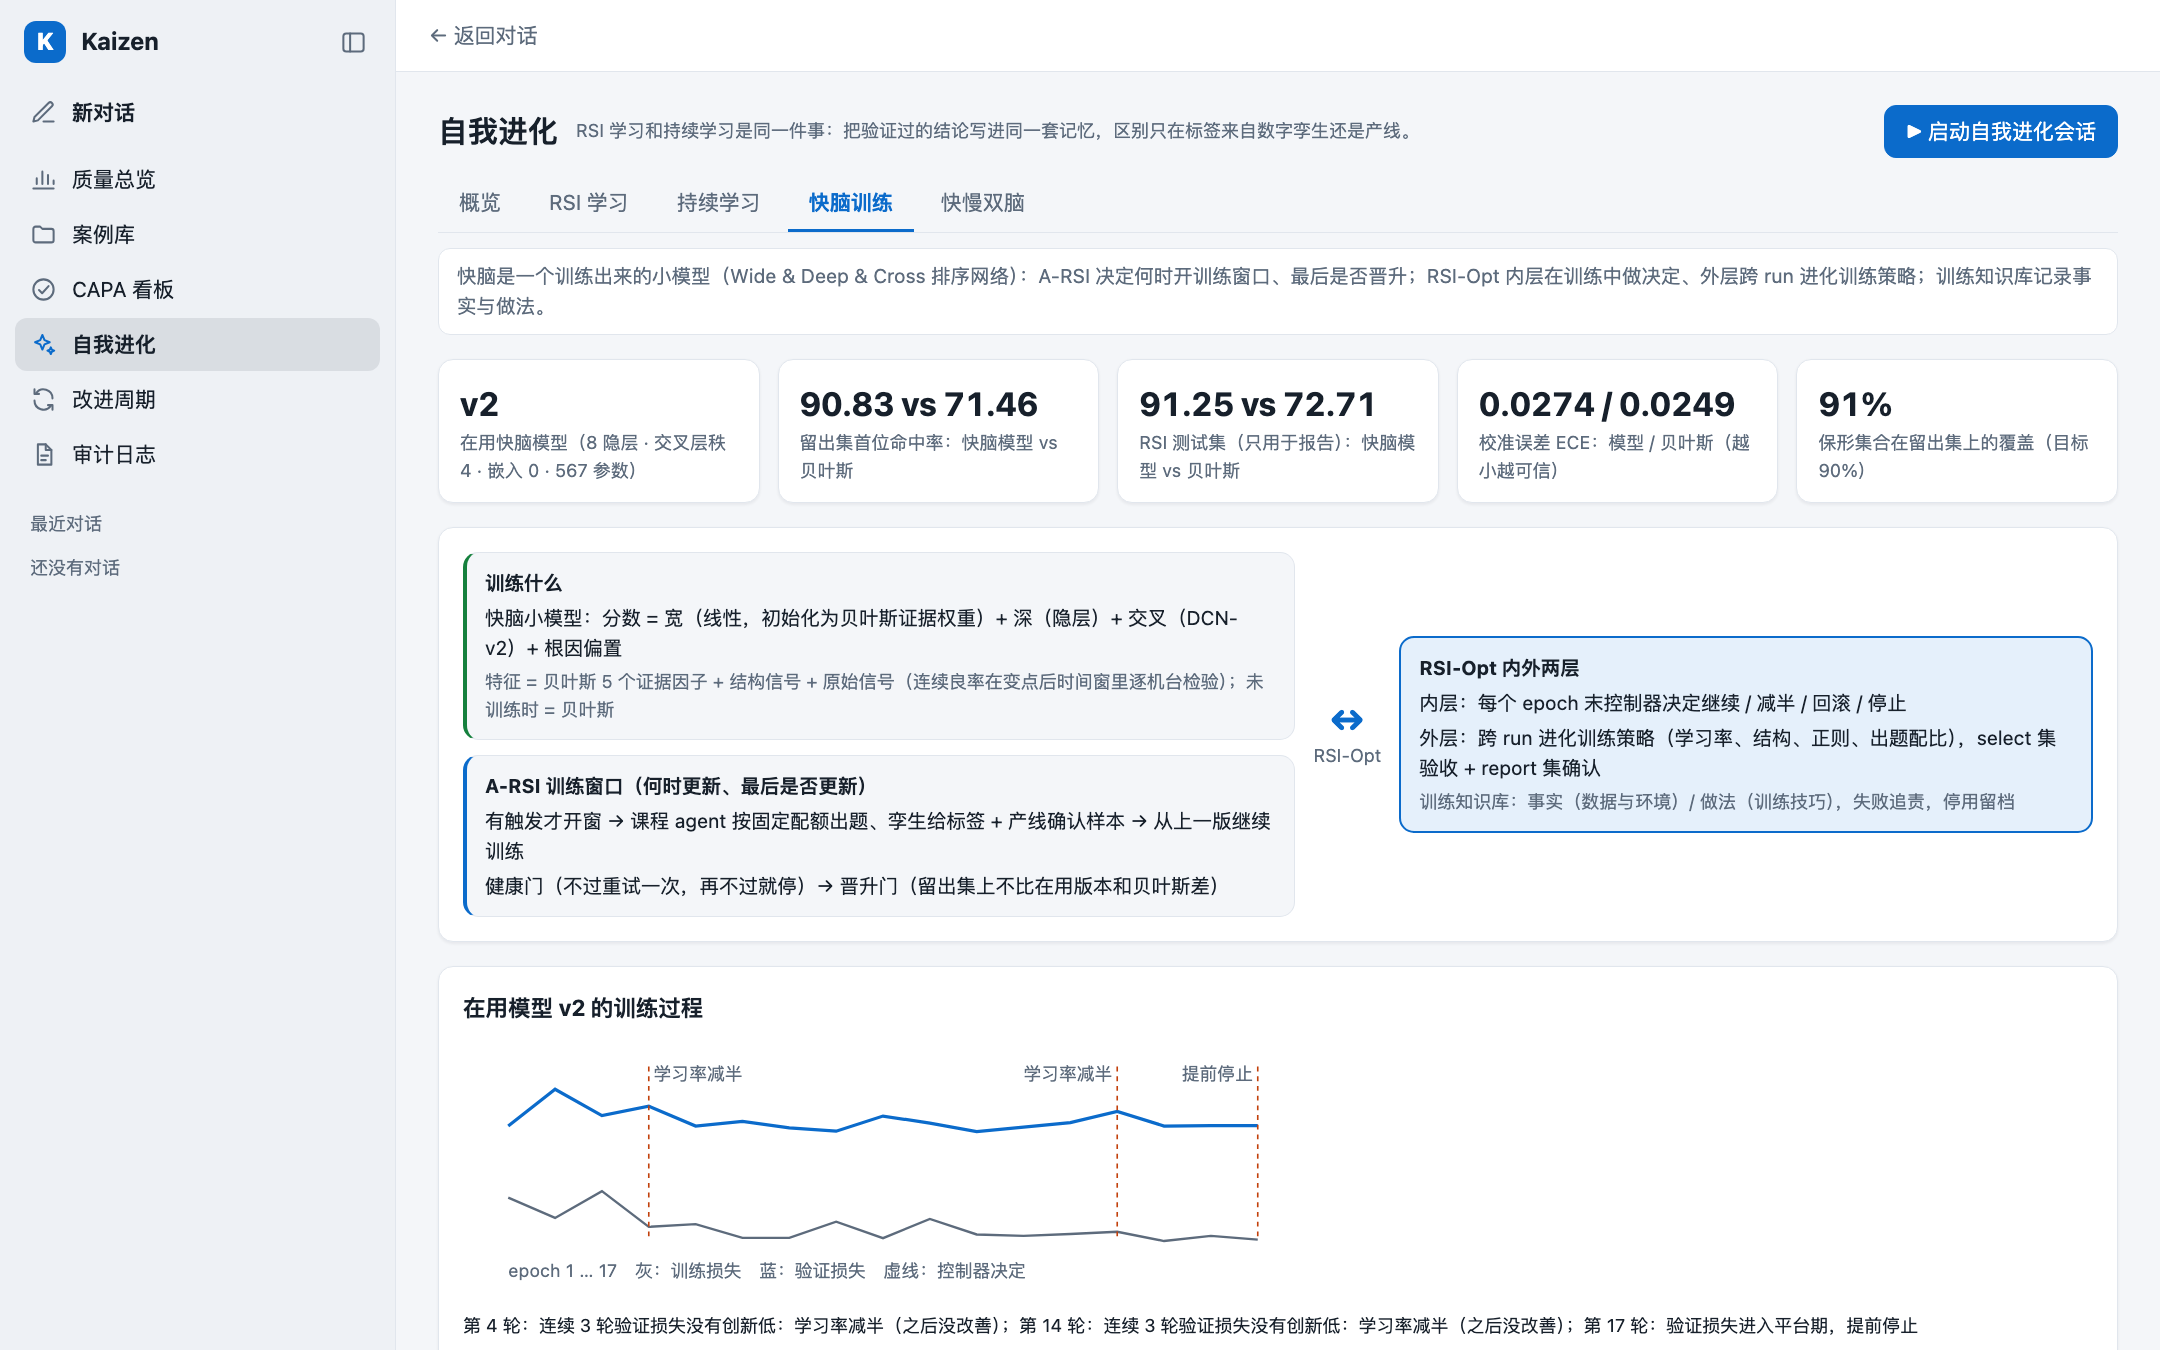 K Kaizen
新对话
质量总览
案例库
CAPA 看板
自我进化
改进周期
审计日志
最近对话
还没有对话
← 返回对话
自我进化 RSI 学习和持续学习是同一件事：把验证过的结论写进同一套记忆，区别只在标签来自数字孪生还是产线。
▶ 启动自我进化会话
概览 RSI 学习 持续学习 快脑训练 快慢双脑
快脑是一个训练出来的小模型（Wide & Deep & Cross 排序网络）：A-RSI 决定何时开训练窗口、最后是否晋升；RSI-Opt 内层在训练中做决定、外层跨 run 进化训练策略；训练知识库记录事
实与做法。
v2
在用快脑模型（8 隐层 · 交叉层秩
4 · 嵌入 0 · 567 参数）
90.83 vs 71.46
留出集首位命中率：快脑模型 vs
贝叶斯
91.25 vs 72.71
RSI 测试集（只用于报告）：快脑模
型 vs 贝叶斯
0.0274 / 0.0249
校准误差 ECE：模型 / 贝叶斯（越
小越可信）
91%
保形集合在留出集上的覆盖（目标
90%）
训练什么
快脑小模型：分数 = 宽（线性，初始化为贝叶斯证据权重）+ 深（隐层）+ 交叉（DCN-
v2）+ 根因偏置
特征 = 贝叶斯 5 个证据因子 + 结构信号 + 原始信号（连续良率在变点后时间窗里逐机台检验）；未
训练时 = 贝叶斯
A-RSI 训练窗口（何时更新、最后是否更新）
有触发才开窗 → 课程 agent 按固定配额出题、孪生给标签 + 产线确认样本 → 从上一版继续
训练
健康门（不过重试一次，再不过就停）→ 晋升门（留出集上不比在用版本和贝叶斯差）
↔
RSI-Opt
RSI-Opt 内外两层
内层：每个 epoch 末控制器决定继续 / 减半 / 回滚 / 停止
外层：跨 run 进化训练策略（学习率、结构、正则、出题配比），select 集
验收 + report 集确认
训练知识库：事实（数据与环境）/ 做法（训练技巧），失败追责，停用留档
在用模型 v2 的训练过程
学习率减半 学习率减半 提前停止
epoch 1 … 17 灰：训练损失 蓝：验证损失 虚线：控制器决定
第 4 轮：连续 3 轮验证损失没有创新低：学习率减半（之后没改善）；第 14 轮：连续 3 轮验证损失没有创新低：学习率减半（之后没改善）；第 17 轮：验证损失进入平台期，提前停止